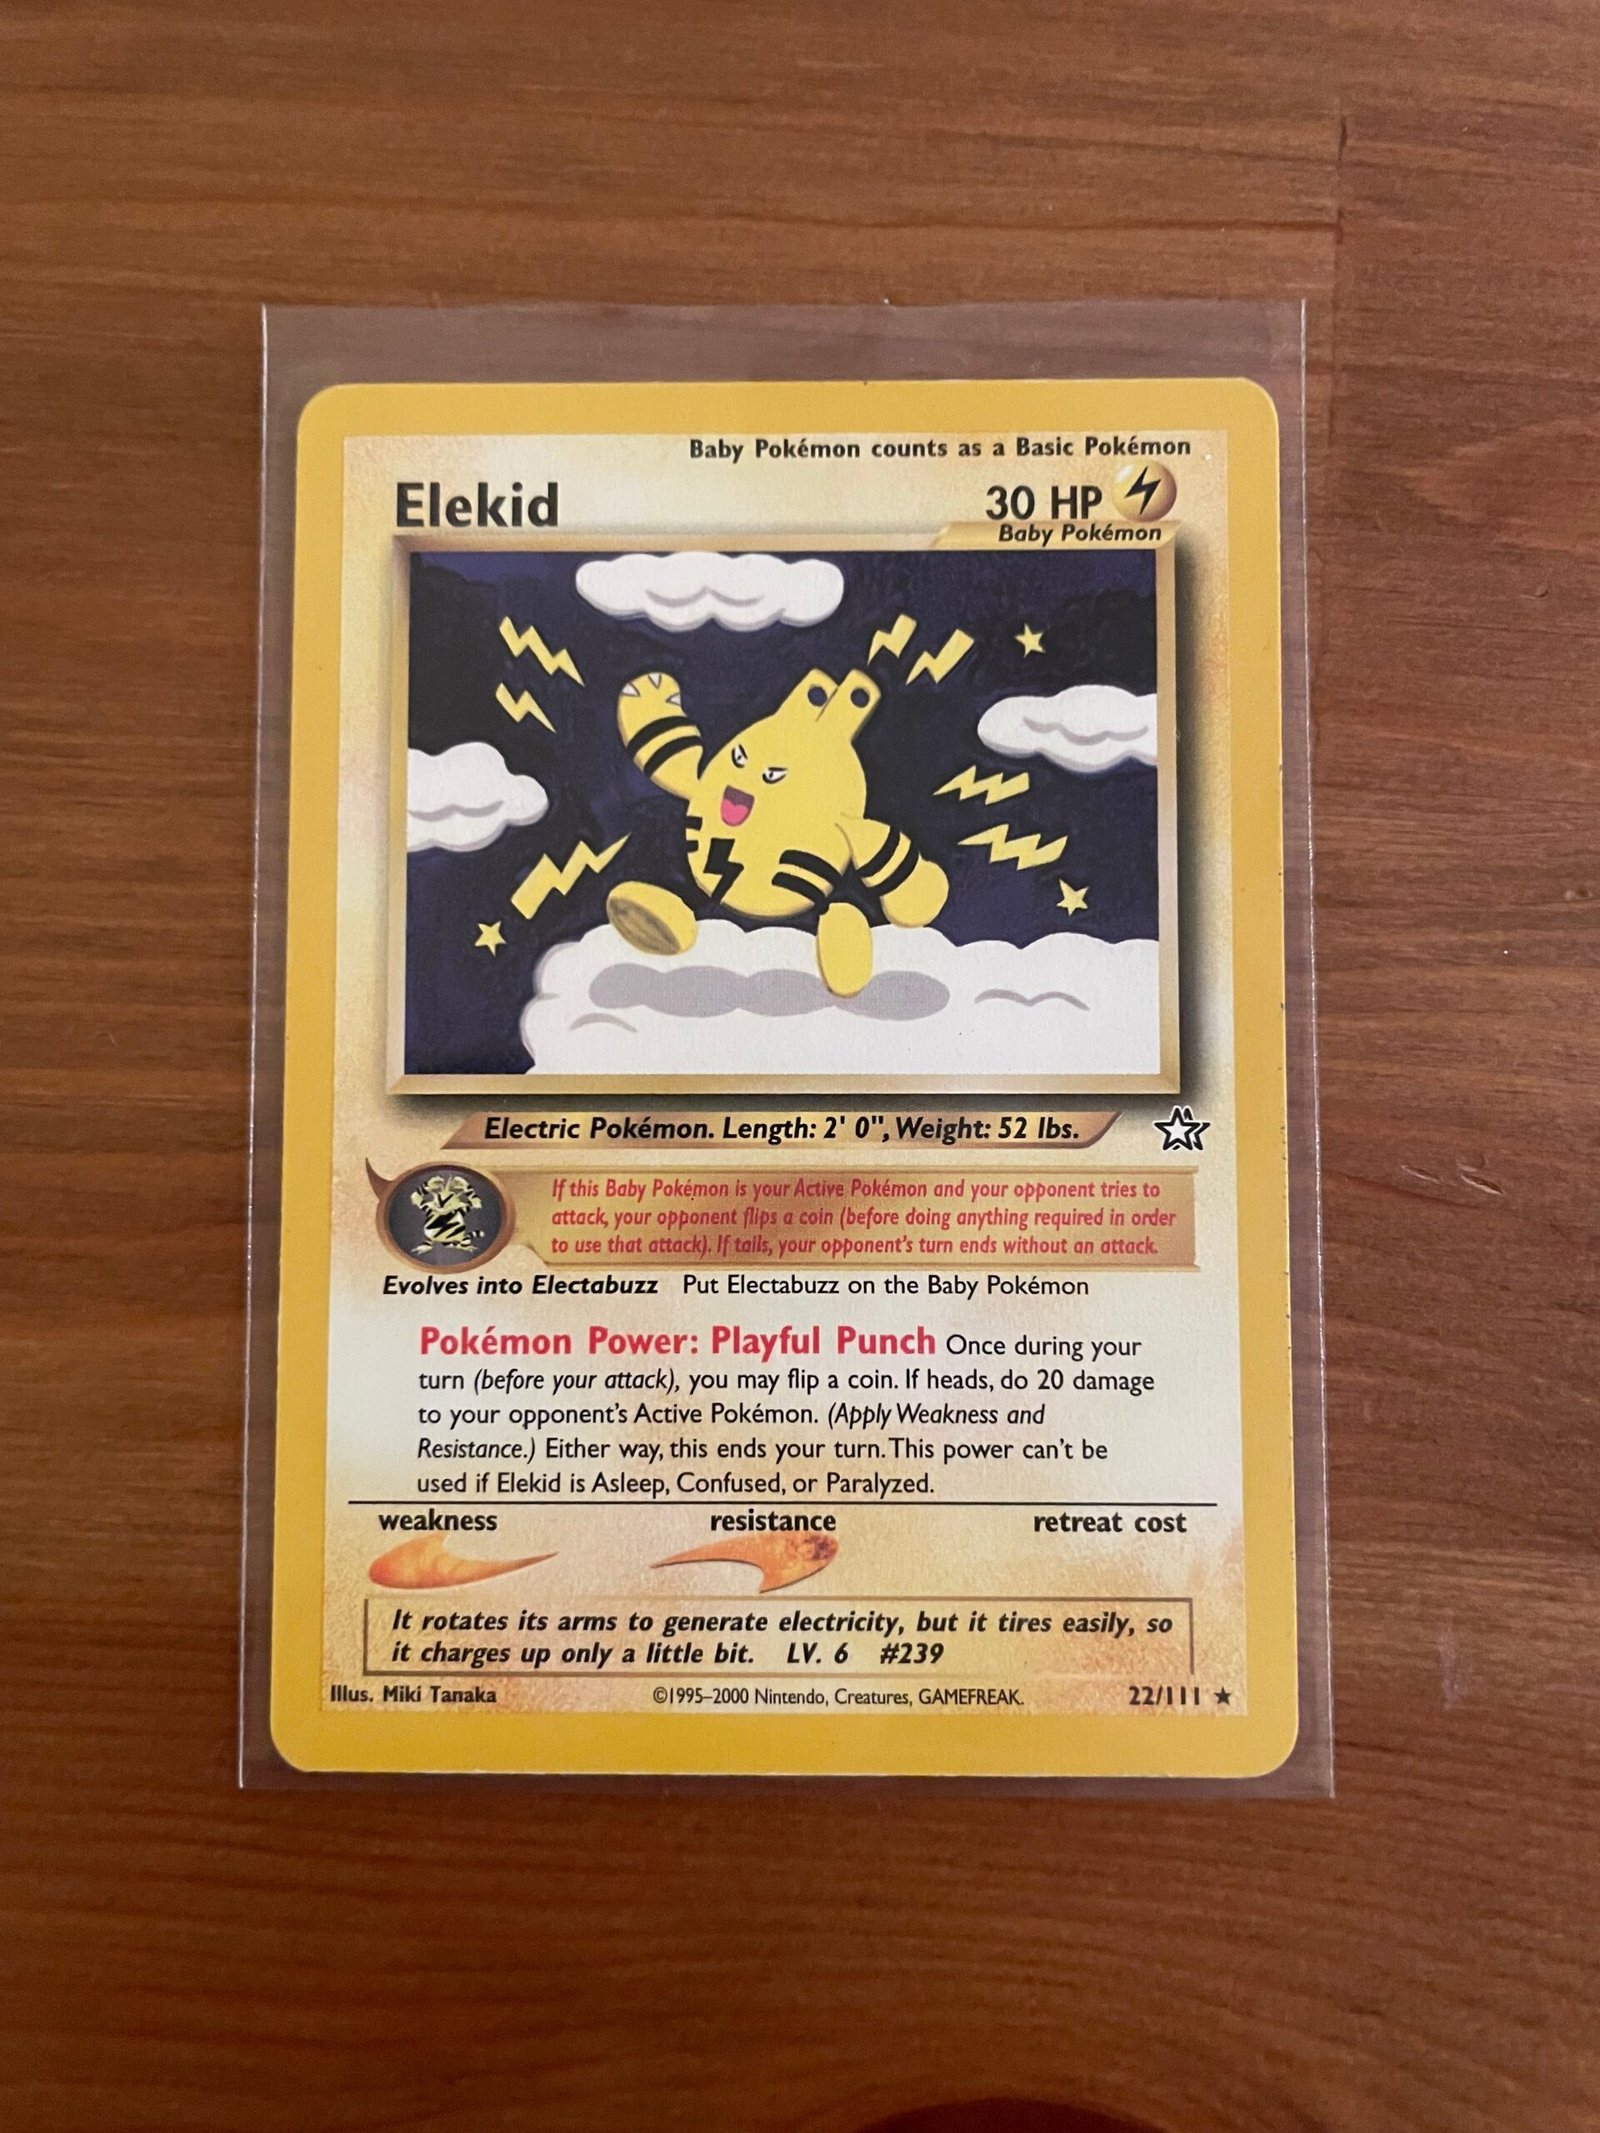 Baby Pokémon counts as a Basic Pokémon
Elekid
30 HP
Baby Pokémon
Electric Pokémon. Length: 2' 0", Weight: 52 lbs.
If this Baby Pokémon is your Active Pokémon and your opponent tries to
attack, your opponent flips a coin (before doing anything required in order
to use that attack). If tails, your opponent's turn ends without an attack.
Evolves into Electabuzz Put Electabuzz on the Baby Pokémon
Pokémon Power: Playful Punch Once during your
turn (before your attack), you may flip a coin. If heads, do 20 damage
to your opponent's Active Pokémon. (Apply Weakness and
Resistance.) Either way, this ends your turn. This power can't be
used if Elekid is Asleep, Confused, or Paralyzed.
weakness resistance retreat cost
It rotates its arms to generate electricity, but it tires easily, so
it charges up only a little bit. LV. 6 #239
Illus. Miki Tanaka ©1995–2000 Nintendo, Creatures, GAMEFREAK. 22/111 ★